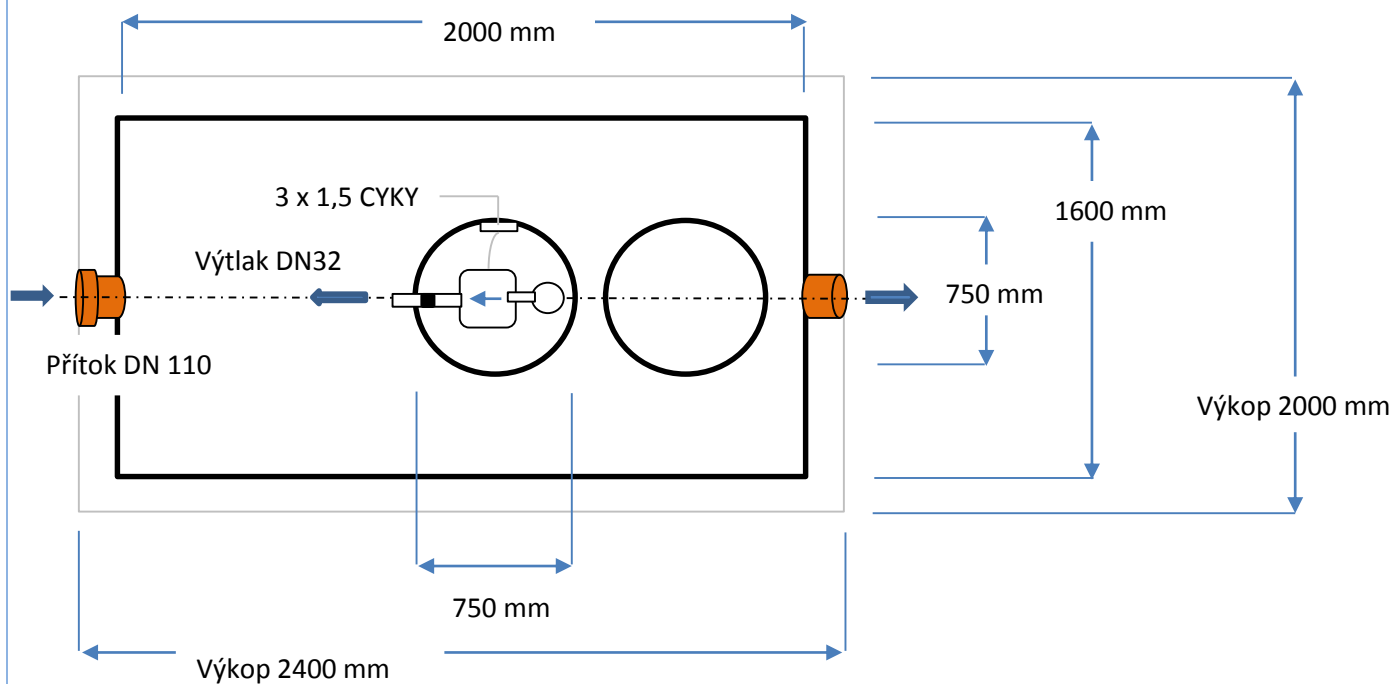 2000 mm
3 x 1,5 CYKY
1600 mm
Výtlak DN32
750 mm
Přítok DN 110
Výkop 2000 mm
750 mm
Výkop 2400 mm